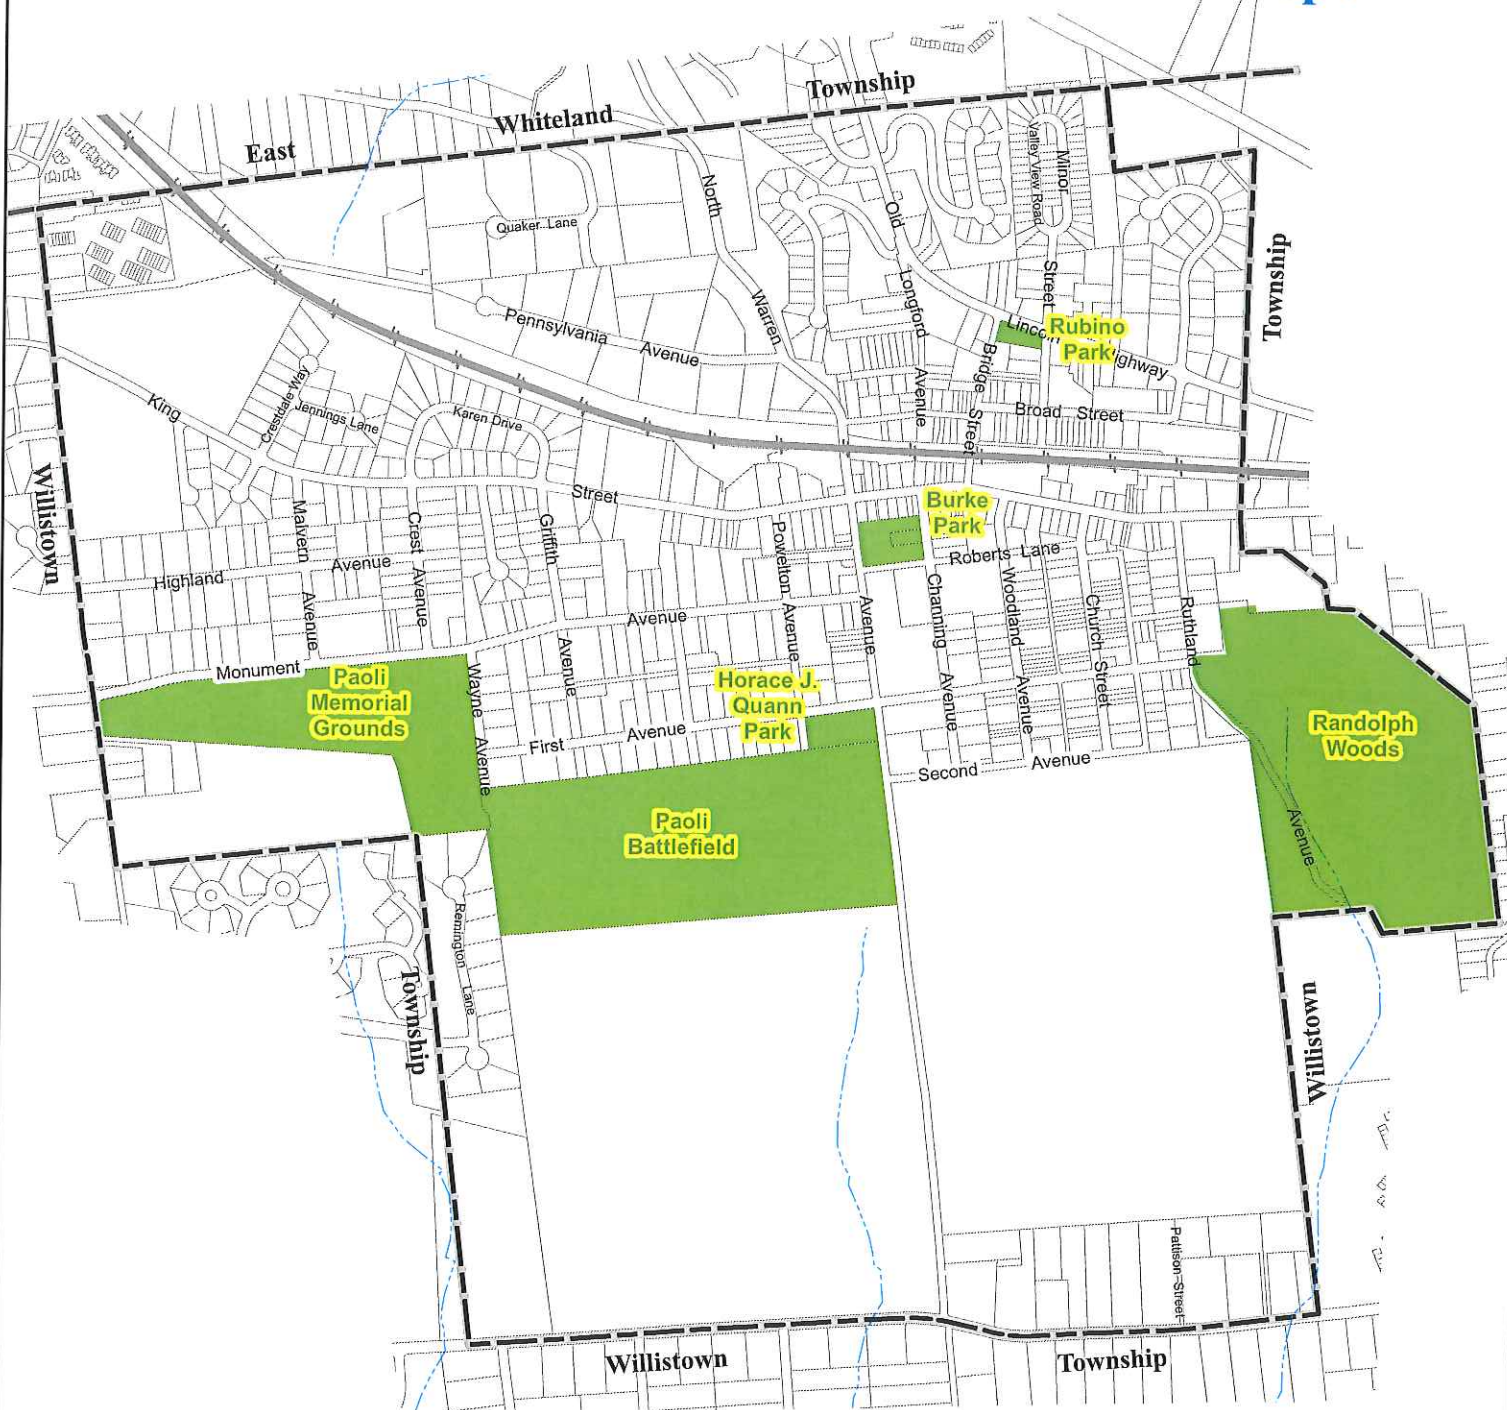 Township
Whiteland
East
Minor
Valley View Road
North
Old
Quaker Lane
Township
Street
Longford
Warren
Pennsylvania Avenue
Lincoln Highway
Rubino
Park
Bridge
Avenue
King
Crestdale Way
Jennings Lane
Karen Drive
Broad Street
Street
Willistown
Street
Burke
Park
Malvern
Crest
Griffith
Powelton
Roberts Lane
Highland Avenue
Avenue
Avenue
Avenue
Avenue
Avenue
Avenue
Channing
Woodland
Church
Ruthland
Monument
Avenue
Street
Paoli
Memorial
Grounds
Wayne
Avenue
Horace J.
Quann
Park
Avenue
Avenue
Randolph
Woods
First Avenue
Second Avenue
Paoli
Battlefield
Avenue
Remington
Lane
Township
Willistown
Pattison Street
Willistown
Township